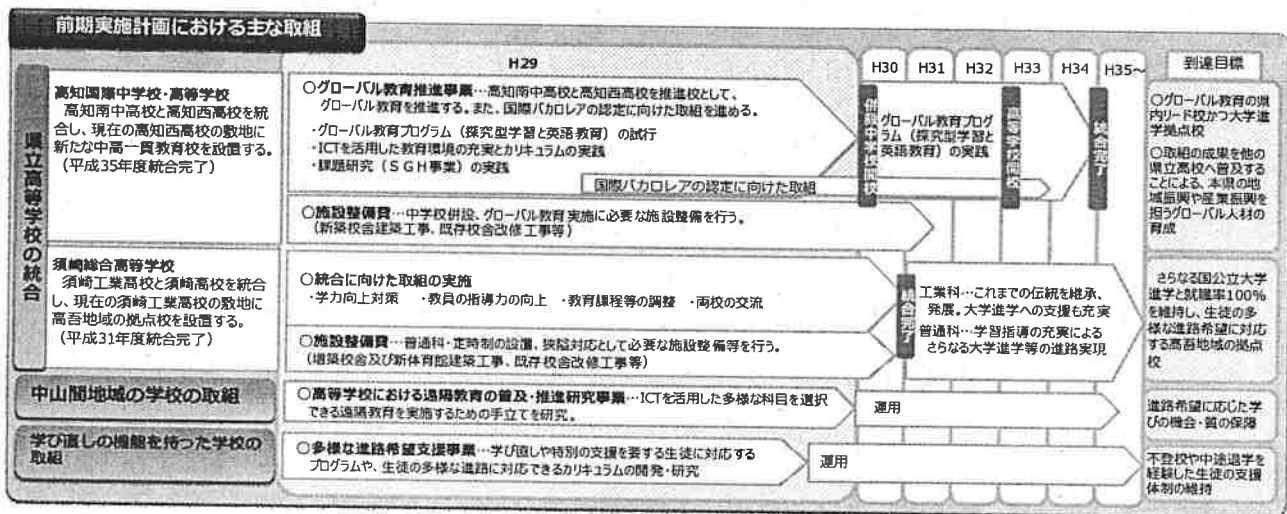 前期実施計画における主な取組
H29
H30
H31
H32
H33
H34
H35～
到達目標
県立高等学校の統合
高知国際中学校・高等学校
高知南中高校と高知西高校を統
合し、現在の高知西高校の敷地に
新たな中高一貫教育校を設置する。
（平成35年度統合完了）
○グローバル教育推進事業…高知南中高校と高知西高校を推進校として、
グローバル教育を推進する。また、国際バカロレアの認定に向けた取組を進める。
・グローバル教育プログラム（探究型学習と英語教育）の試行
・ICTを活用した教育環境の充実とカリキュラムの実践
・課題研究（SGH事業）の実践
国際バカロレアの認定に向けた取組
併設中学校開校
グローバル教育プログ
ラム（探究型学習と
英語教育）の実践
高等学校開校
統合完了
○グローバル教育の県
内リード校かつ大学進
学拠点校
○取組の成果を他の
県立高校へ普及する
ことによる、本県の地
域振興や産業振興を
担うグローバル人材の
育成
○施設整備費…中学校併設、グローバル教育実施に必要な施設整備を行う。
（新築校舎建築工事、既存校舎改修工事等）
須崎総合高等学校
須崎工業高校と須崎高校を統合
し、現在の須崎工業高校の敷地に
高吾地域の拠点校を設置する。
（平成31年度統合完了）
○統合に向けた取組の実施
・学力向上対策　・教員の指導力の向上　・教育課程等の調整　・両校の交流
統合完了
工業科…これまでの伝統を継承、
発展。大学進学への支援も充実
普通科…学習指導の充実による
さらなる大学進学等の進路実現
さらなる国公立大学
進学と就職率100%
を維持し、生徒の多
様な進路希望に対応
する高吾地域の拠点
校
○施設整備費…普通科・定時制の設置、狭隘対応として必要な施設整備等を行う。
（増築校舎及び新体育館建築工事、既存校舎改修工事等）
中山間地域の学校の取組
○高等学校における遠隔教育の普及・推進研究事業…ICTを活用した多様な科目を選択
できる遠隔教育を実施するための手立てを研究。
運用
進路希望に応じた学
びの機会・質の保障
学び直しの機能を持った学校の
取組
○多様な進路希望支援事業…学び直しや特別の支援を要する生徒に対応する
プログラムや、生徒の多様な進路に対応できるカリキュラムの開発・研究
運用
不登校や中途退学を
経験した生徒の支援
体制の維持